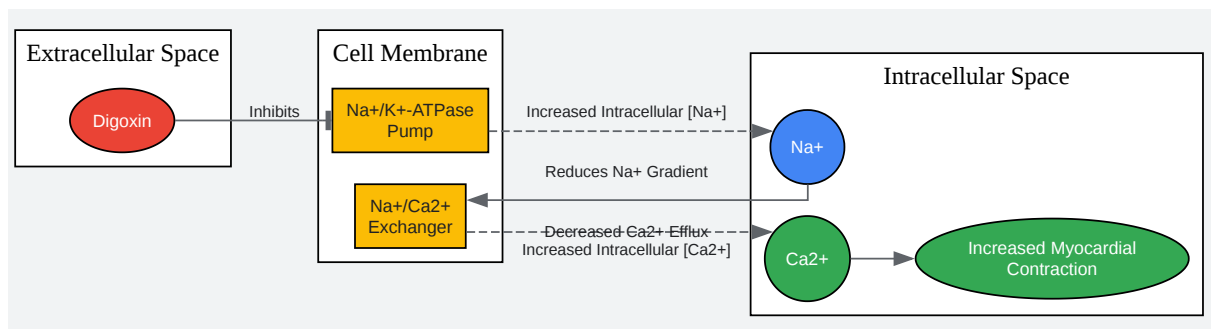 Extracellular Space
Digoxin
Inhibits
Cell Membrane
Na+/K+-ATPase
Pump
Na+/Ca2+
Exchanger
Increased Intracellular [Na+]
Reduces Na+ Gradient
Decreased Ca2+ Efflux
Increased Intracellular [Ca2+]
Intracellular Space
Na+
Ca2+
Increased Myocardial
Contraction